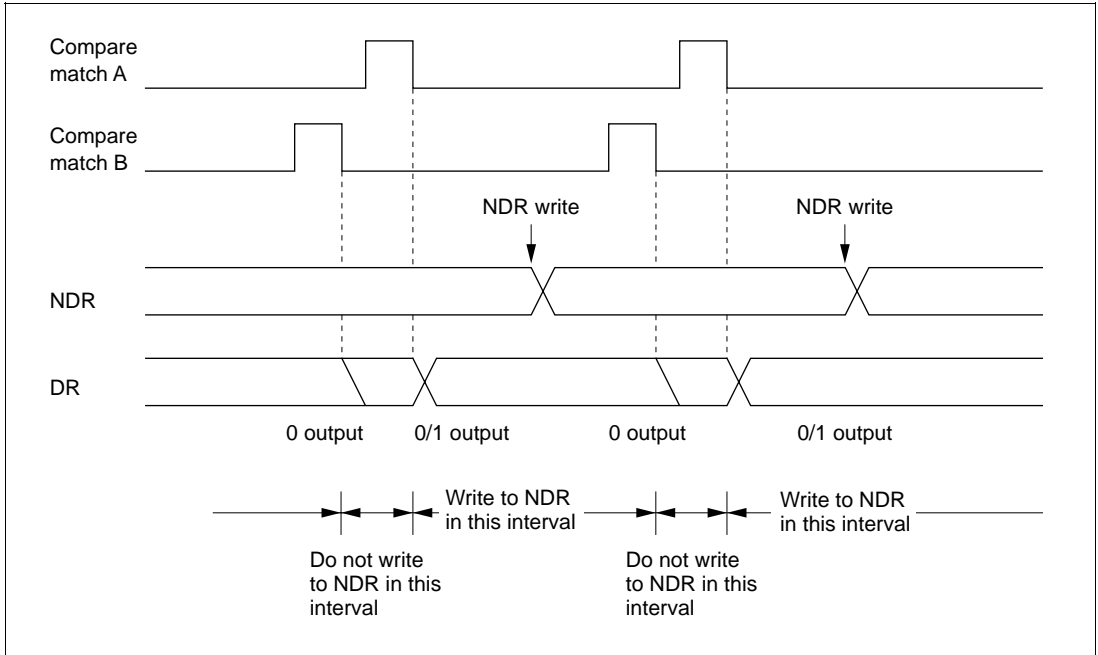 Compare
match A
Compare
match B
NDR write
NDR write
NDR
DR
0 output
0/1 output
0 output
0/1 output
Write to NDR
in this interval
Write to NDR
in this interval
Do not write
to NDR in this
interval
Do not write
to NDR in this
interval